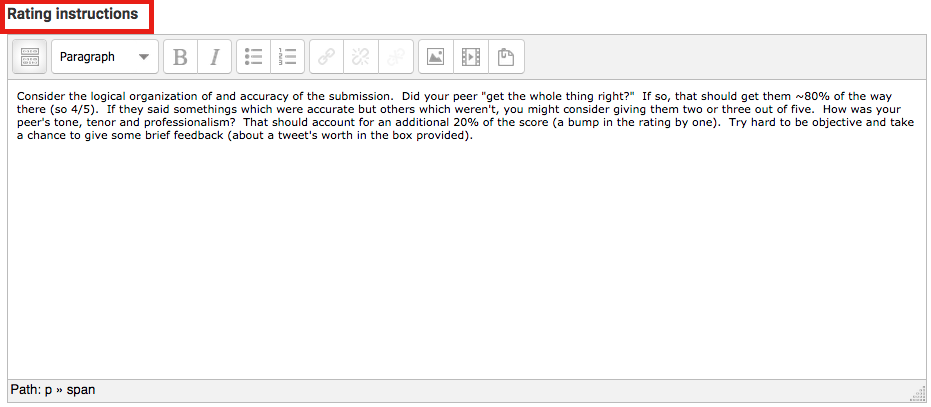 Rating instructions
Paragraph
B I
Consider the logical organization of and accuracy of the submission.  Did your peer "get the whole thing right?"  If so, that should get them ~80% of the way
there (so 4/5).  If they said somethings which were accurate but others which weren't, you might consider giving them two or three out of five.  How was your
peer's tone, tenor and professionalism?  That should account for an additional 20% of the score (a bump in the rating by one).  Try hard to be objective and take
a chance to give some brief feedback (about a tweet's worth in the box provided).
Path: p » span